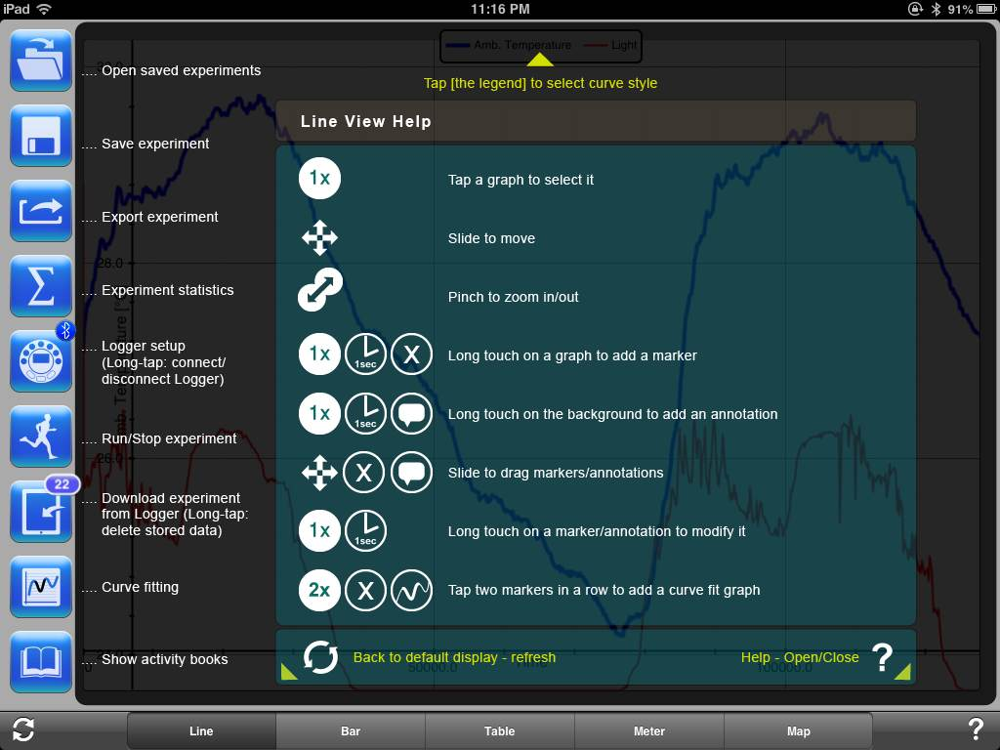 iPad 11:16 PM 91%
Amb. Temperature Light
Tap [the legend] to select curve style
.... Open saved experiments
.... Save experiment
.... Export experiment
.... Experiment statistics
.... Logger setup
(Long-tap: connect/
disconnect Logger)
.... Run/Stop experiment
22
.... Download experiment
from Logger (Long-tap:
delete stored data)
.... Curve fitting
.... Show activity books
Line View Help
1x Tap a graph to select it
Slide to move
Pinch to zoom in/out
1x 1sec X Long touch on a graph to add a marker
1x 1sec Long touch on the background to add an annotation
X Slide to drag markers/annotations
1x 1sec Long touch on a marker/annotation to modify it
2x X Tap two markers in a row to add a curve fit graph
Back to default display - refresh Help - Open/Close ?
28.0
26.0
50000.0 100000.0
Line Bar Table Meter Map ?